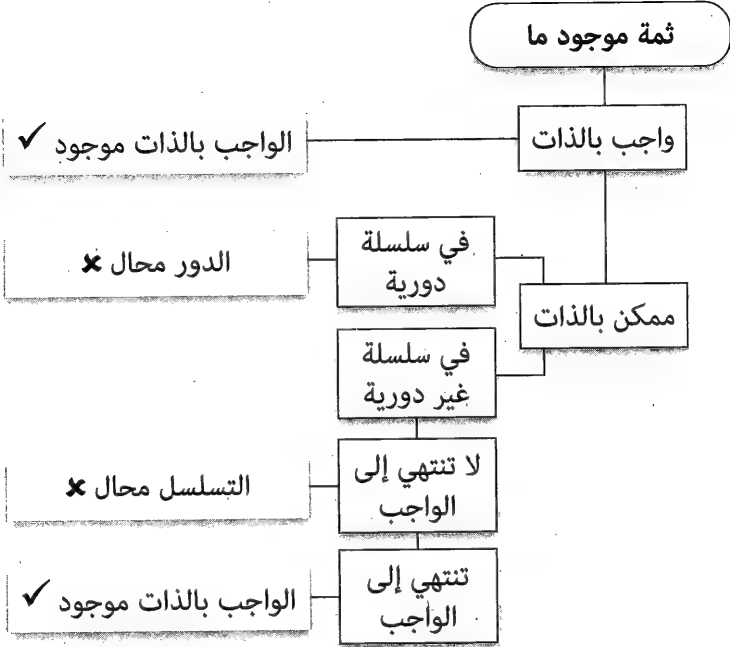 ثمة موجود ما
واجب بالذات
الواجب بالذات موجود ✓
ممكن بالذات
في سلسلة
دورية
الدور محال ✘
في سلسلة
غير دورية
لا تنتهي إلى
الواجب
التسلسل محال ✘
تنتهي إلى
الواجب
الواجب بالذات موجود ✓